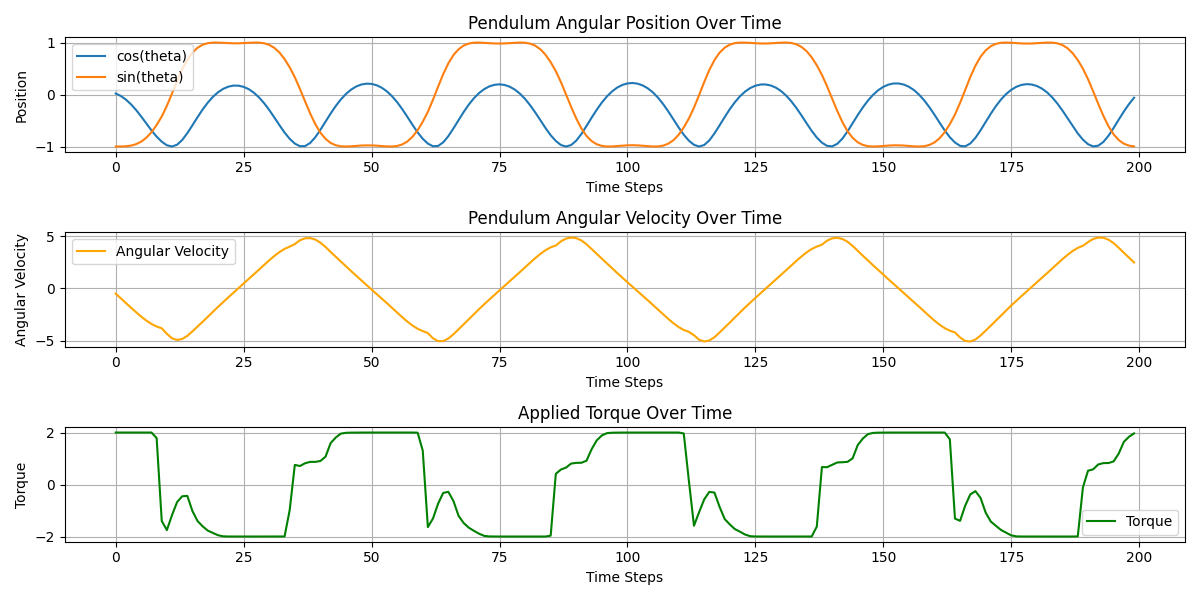 Pendulum Angular Position Over Time
Position
1
0
−1
cos(theta)
sin(theta)
0 25 50 75 100 125 150 175 200
Time Steps
Pendulum Angular Velocity Over Time
Angular Velocity
5
0
−5
Angular Velocity
0 25 50 75 100 125 150 175 200
Time Steps
Applied Torque Over Time
Torque
2
0
−2
Torque
0 25 50 75 100 125 150 175 200
Time Steps